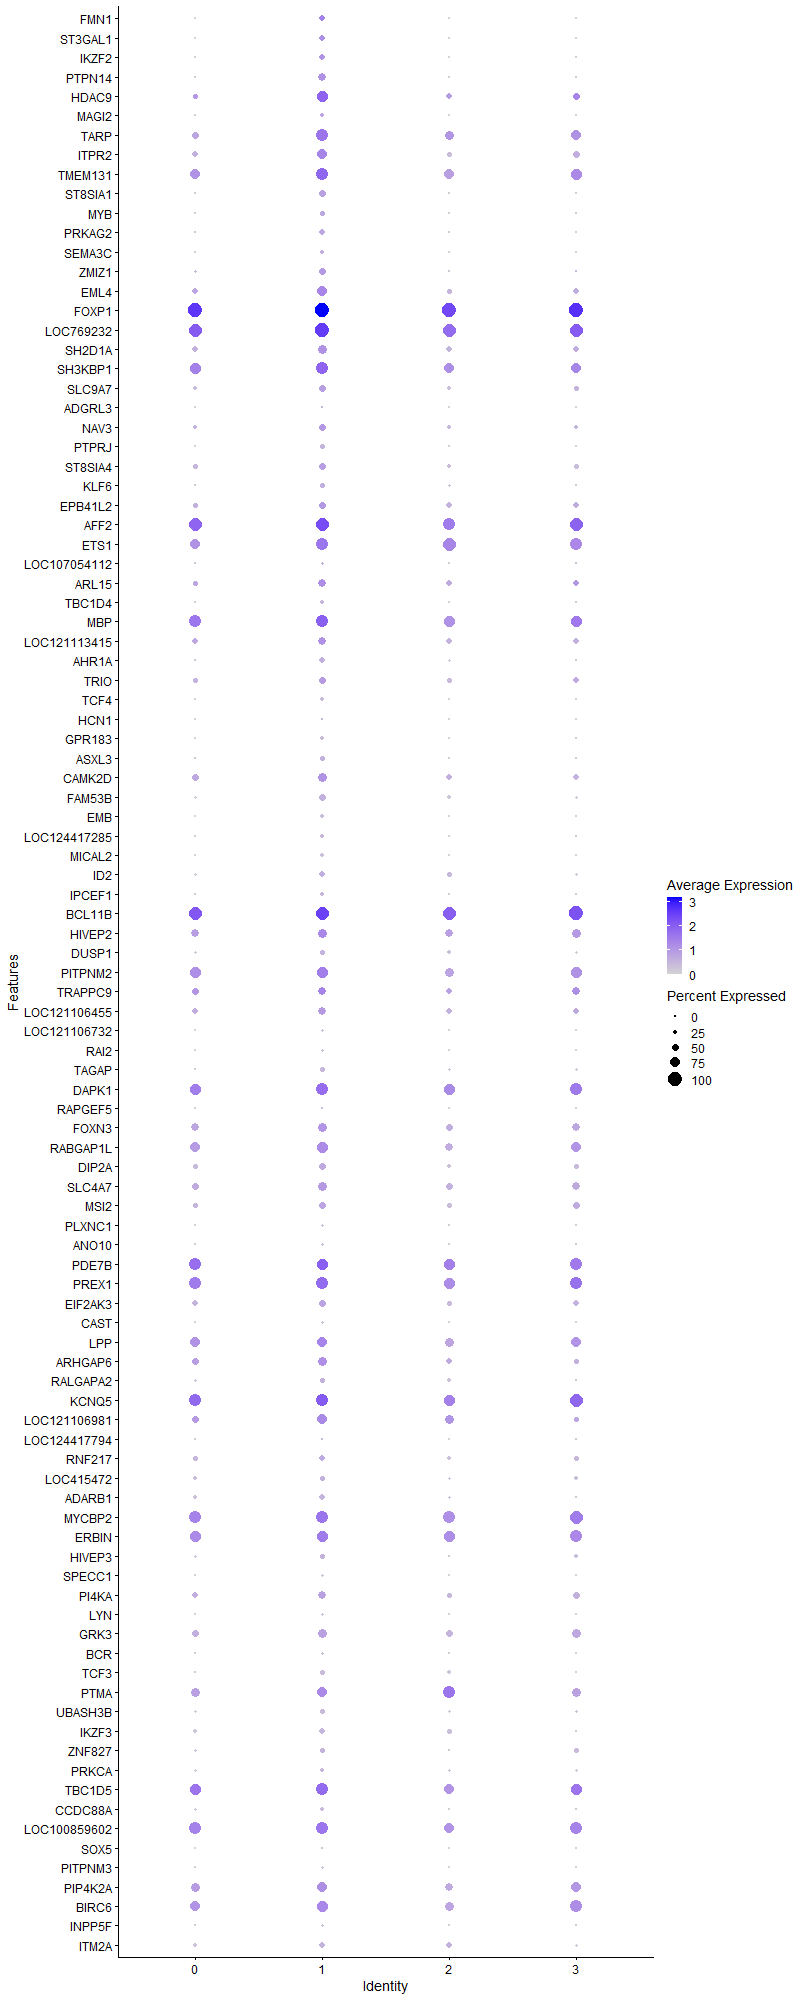 FMN1
ST3GAL1
IKZF2
PTPN14
HDAC9
MAGI2
TARP
ITPR2
TMEM131
ST8SIA1
MYB
PRKAG2
SEMA3C
ZMIZ1
EML4
FOXP1
LOC769232
SH2D1A
SH3KBP1
SLC9A7
ADGRL3
NAV3
PTPRJ
ST8SIA4
KLF6
EPB41L2
AFF2
ETS1
LOC107054112
ARL15
TBC1D4
MBP
LOC121113415
AHR1A
TRIO
TCF4
HCN1
GPR183
ASXL3
CAMK2D
FAM53B
EMB
LOC124417285
MICAL2
ID2
IPCEF1
BCL11B
HIVEP2
DUSP1
PITPNM2
TRAPPC9
LOC121106455
LOC121106732
RAI2
TAGAP
DAPK1
RAPGEF5
FOXN3
RABGAP1L
DIP2A
SLC4A7
MSI2
PLXNC1
ANO10
PDE7B
PREX1
EIF2AK3
CAST
LPP
ARHGAP6
RALGAPA2
KCNQ5
LOC121106981
LOC124417794
RNF217
LOC415472
ADARB1
MYCBP2
ERBIN
HIVEP3
SPECC1
PI4KA
LYN
GRK3
BCR
TCF3
PTMA
UBASH3B
IKZF3
ZNF827
PRKCA
TBC1D5
CCDC88A
LOC100859602
SOX5
PITPNM3
PIP4K2A
BIRC6
INPP5F
ITM2A
Features
0 1 2 3
Identity
Average Expression
3
2
1
0
Percent Expressed
0
25
50
75
100